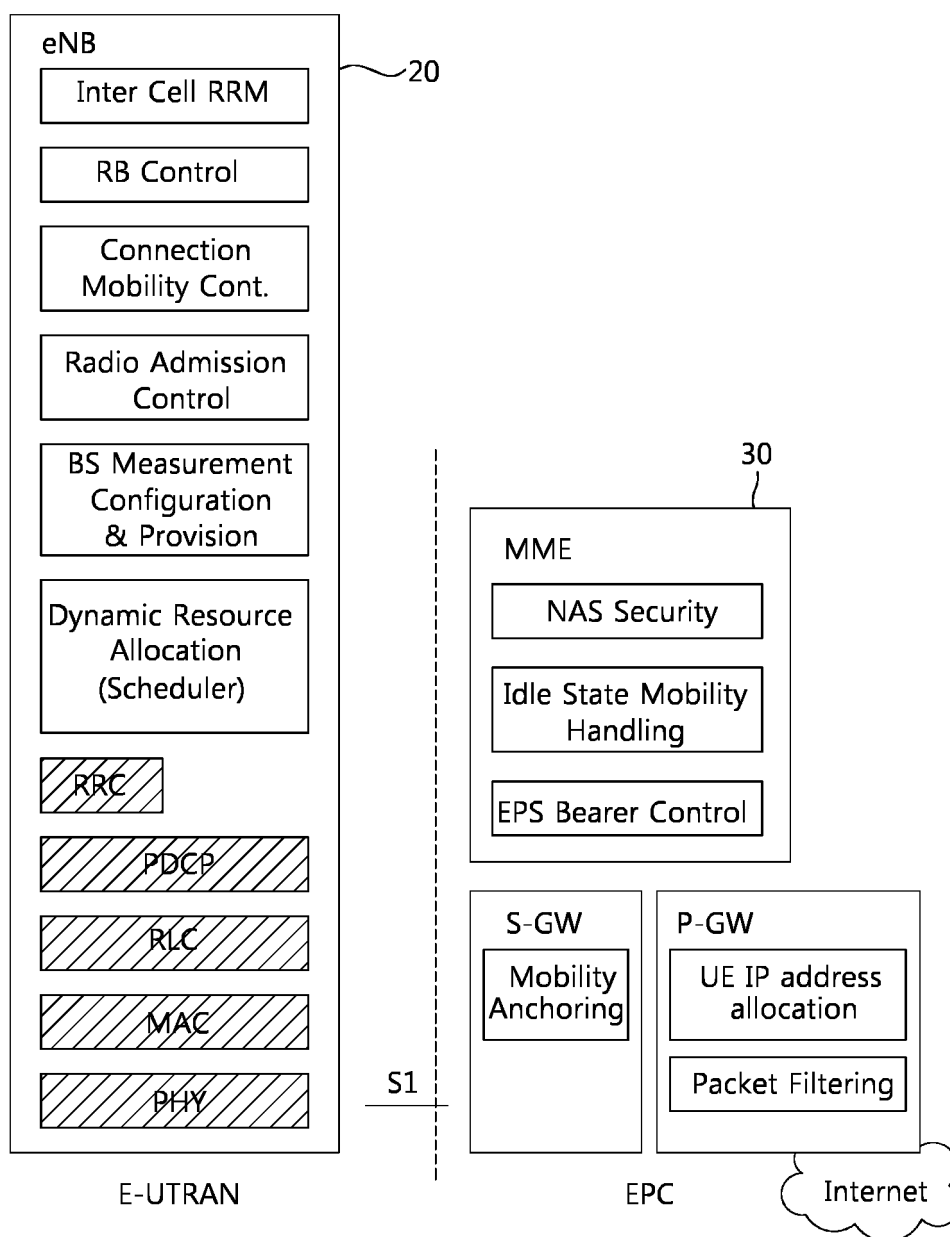 eNB
20
Inter Cell RRM
RB Control
Connection
Mobility Cont.
Radio Admission
Control
BS Measurement
Configuration
& Provision
Dynamic Resource
Allocation
(Scheduler)
RRC
PDCP
RLC
MAC
PHY
S1
E-UTRAN
30
MME
NAS Security
Idle State Mobility
Handling
EPS Bearer Control
S-GW
Mobility
Anchoring
P-GW
UE IP address
allocation
Packet Filtering
EPC
Internet